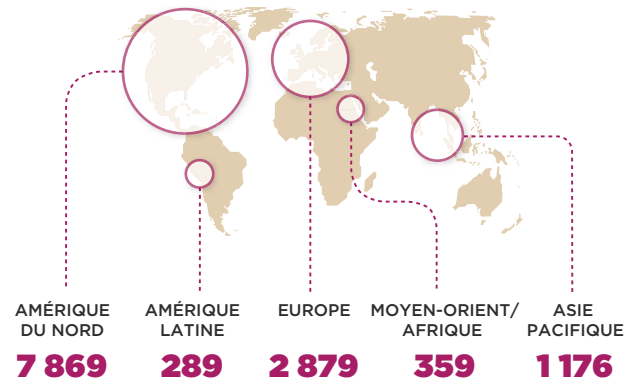 AMÉRIQUE
DU NORD
7 869
AMÉRIQUE
LATINE
289
EUROPE
2 879
MOYEN-ORIENT/
AFRIQUE
359
ASIE
PACIFIQUE
1 176